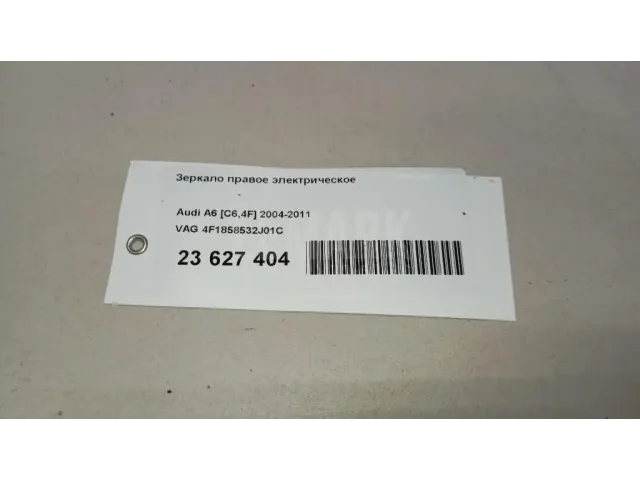 Зеркало правое электрическое
Audi A6 [C6,4F] 2004-2011
VAG 4F1858532J01C
23 627 404